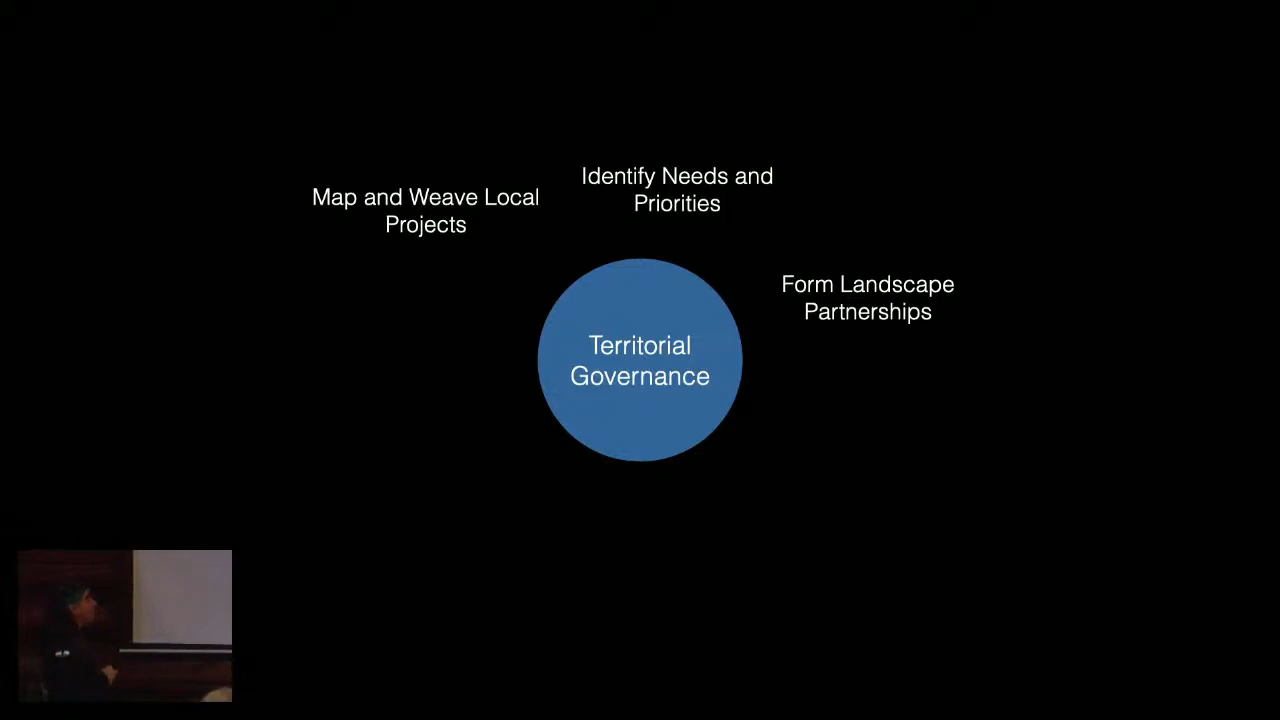 Map and Weave Local
Projects
Identify Needs and
Priorities
Form Landscape
Partnerships
Territorial
Governance